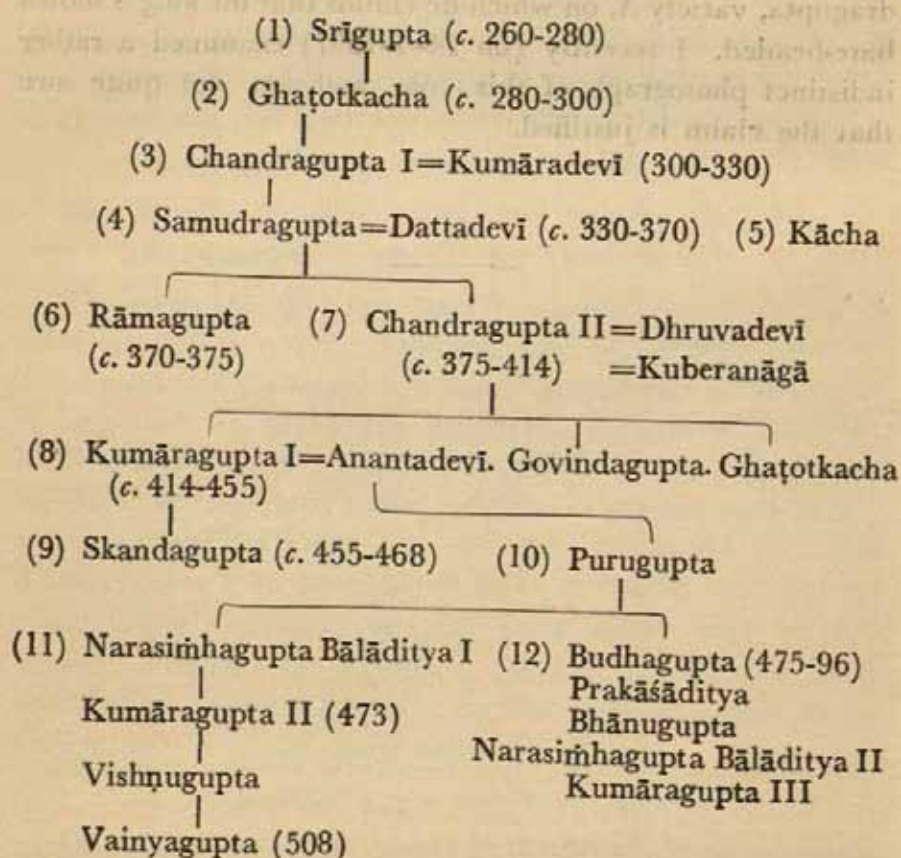 (1) Srīgupta (c. 260-280)
(2) Ghaṭotkacha (c. 280-300)
(3) Chandragupta I=Kumāradevī (300-330)
(4) Samudragupta=Dattadevī (c. 330-370) (5) Kācha
(6) Rāmagupta (7) Chandragupta II=Dhruvadevī
(c. 370-375) (c. 375-414) =Kuberanāgā
(8) Kumāragupta I=Anantadevī. Govindagupta. Ghaṭotkacha
(c. 414-455)
(9) Skandagupta (c. 455-468) (10) Purugupta
(11) Narasiṁhagupta Bālāditya I (12) Budhagupta (475-96)
Prakāśāditya
Kumāragupta II (473) Bhānugupta
Narasiṁhagupta Bālāditya II
Vishṇugupta Kumāragupta III
Vainyagupta (508)